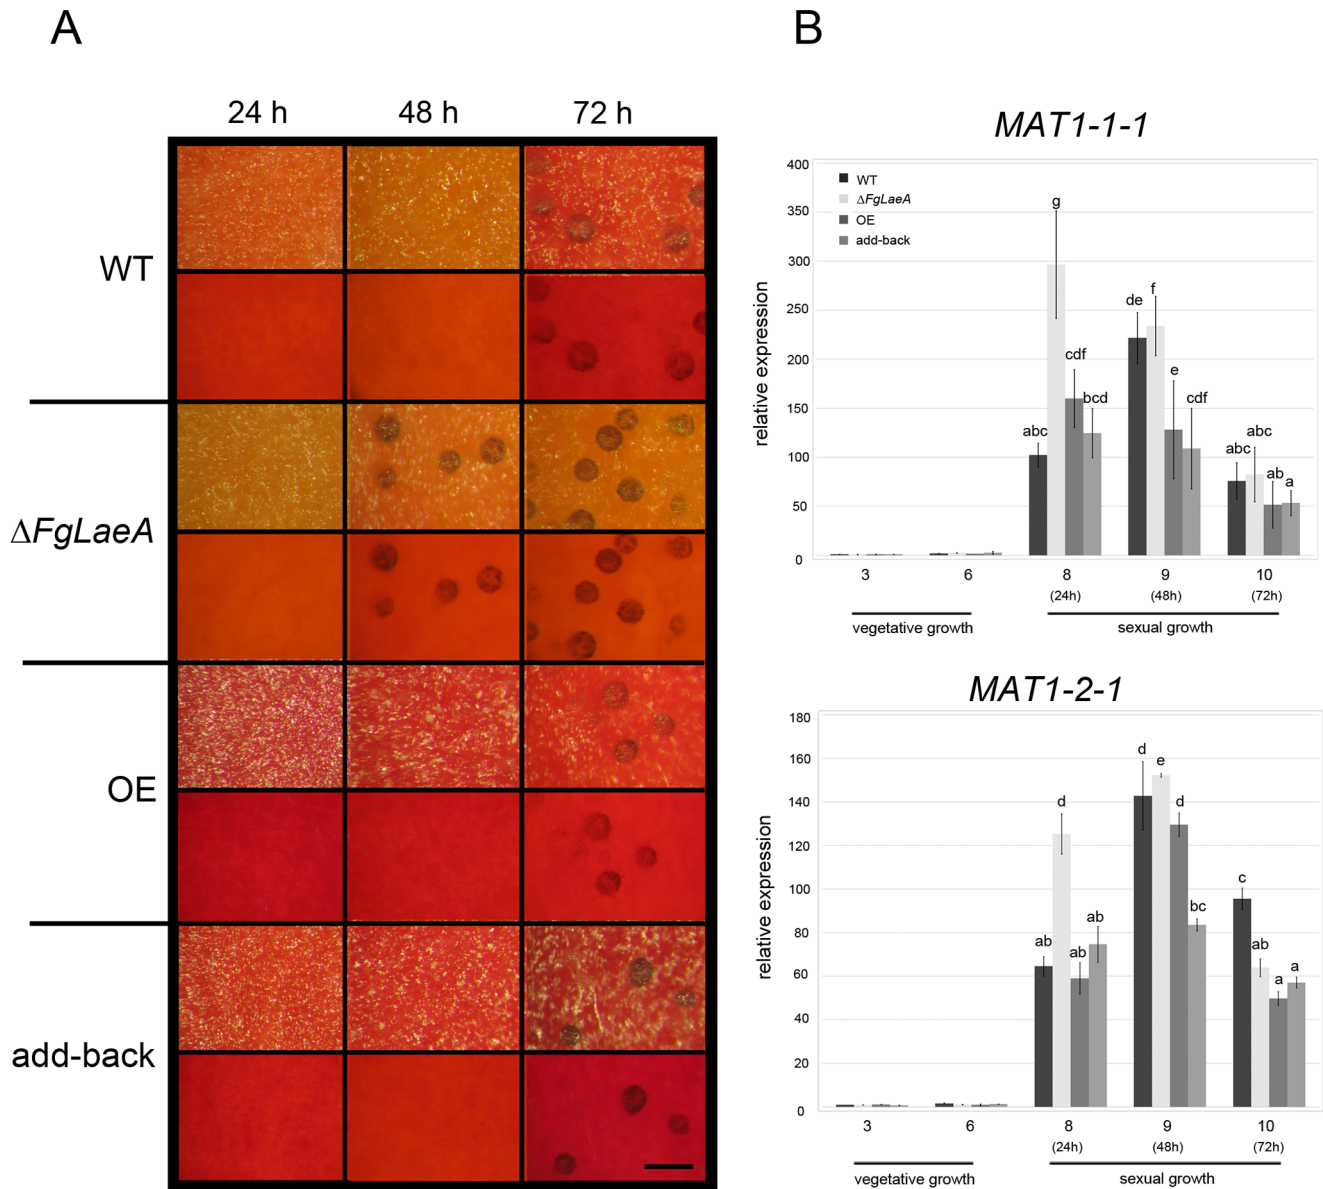 A
24 h 48 h 72 h
WT
ΔFgLaeA
OE
add-back
B
MAT1-1-1
400
350
300
250
200
150
100
50
0
relative expression
WT
ΔFgLaeA
OE
add-back
abc g cdf bcd
de f e cdf
abc abc ab a
3 6 8 9 10
(24h) (48h) (72h)
vegetative growth sexual growth
MAT1-2-1
180
160
140
120
100
80
60
40
20
0
relative expression
ab d ab ab
d e d bc
c ab a a
3 6 8 9 10
(24h) (48h) (72h)
vegetative growth sexual growth